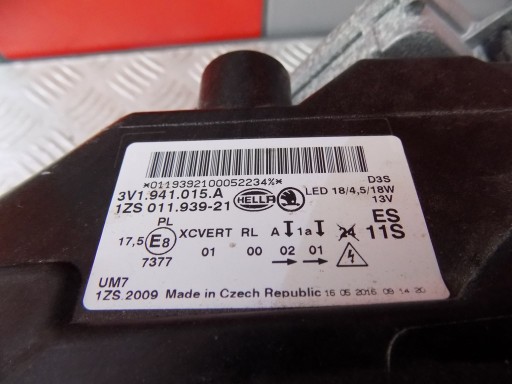 *0119392100052234%*
3V1.941.015.A
1ZS 011.939-21
HELLA
D3S
LED 18/4,5/18W
13V
PL
17,5 E8
7377
XCVERT RL A 1a
01 00 02 01
24
ES
11S
UM7
1ZS.2009 Made in Czech Republic 16 05 2016 09 14 20